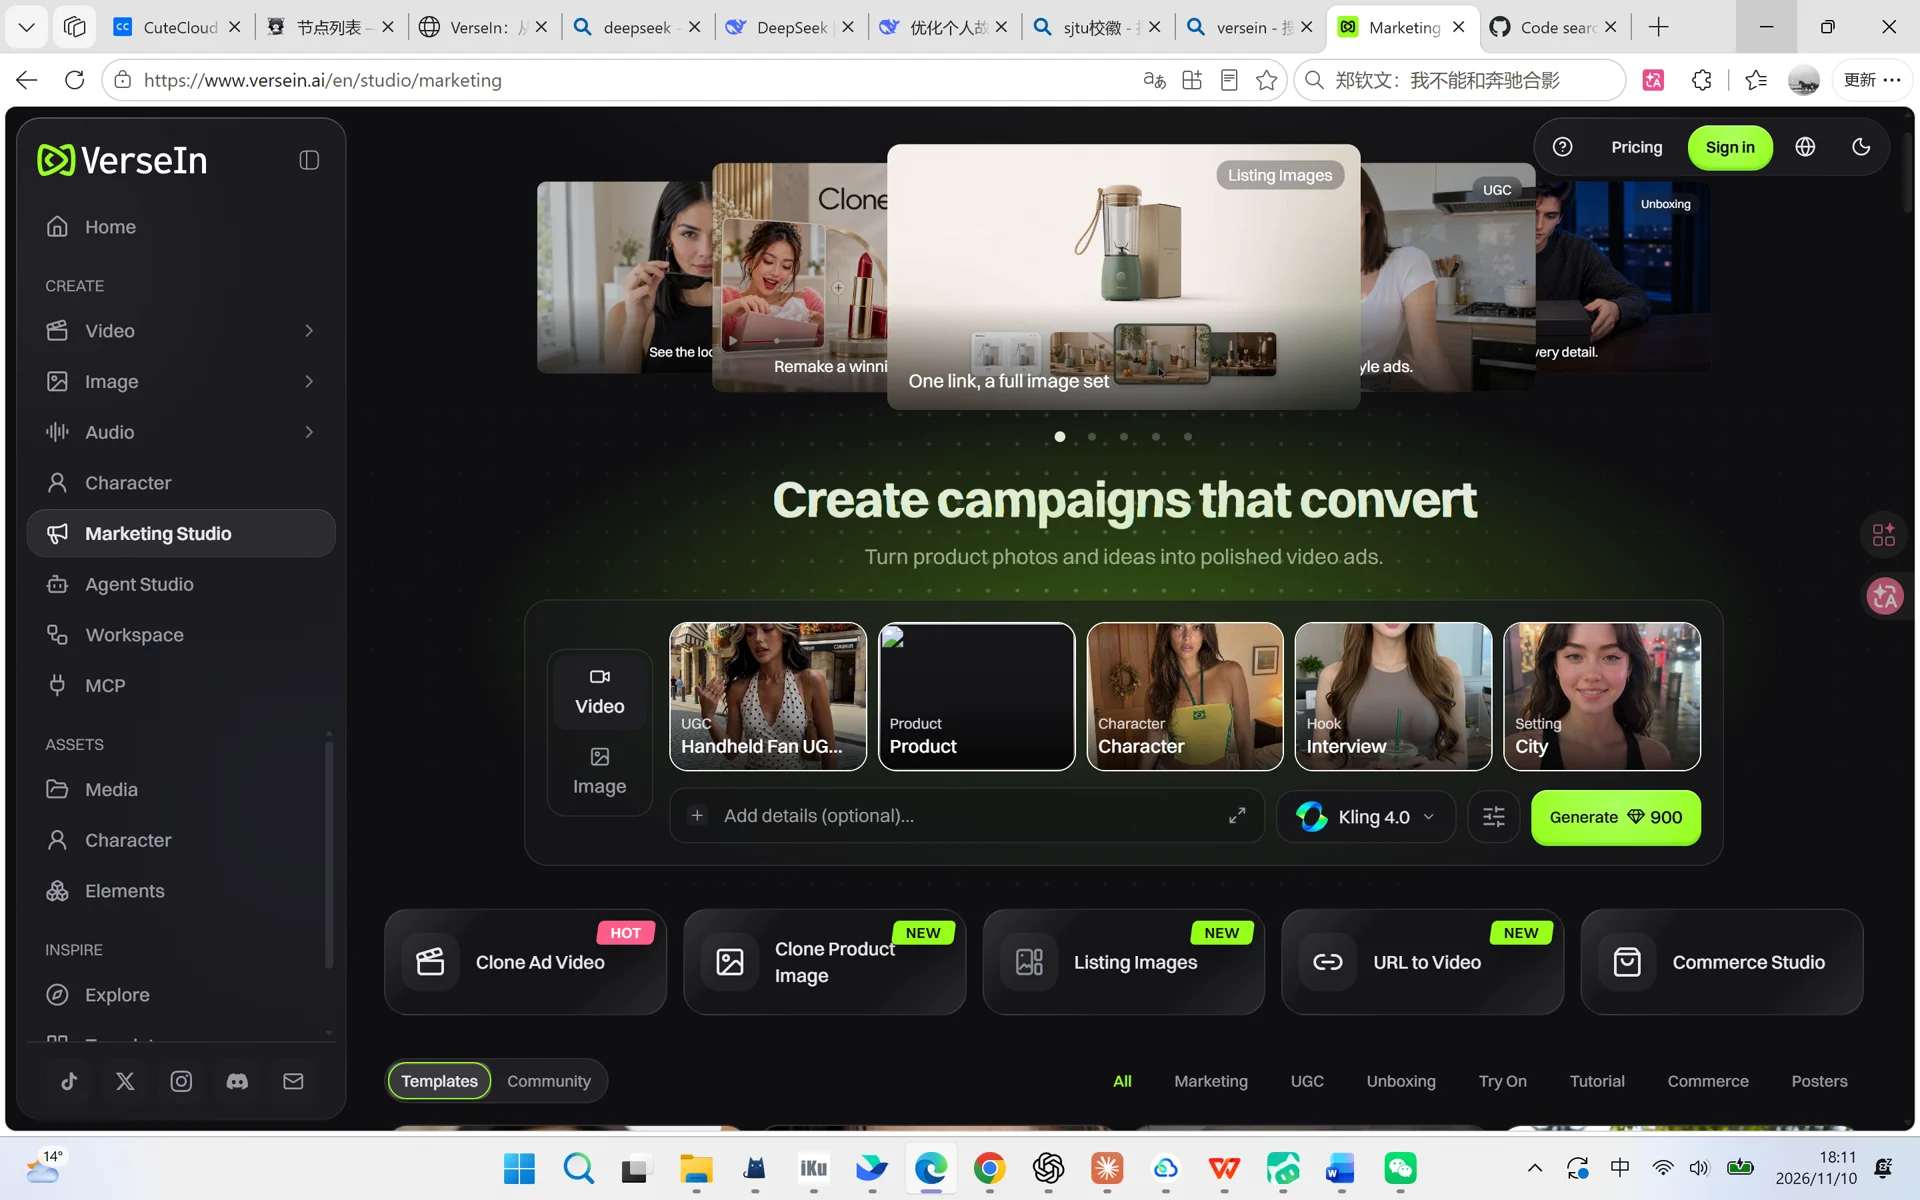 CuteCloud
节点列表 –
VerseIn：从
deepseek -
DeepSeek |
优化个人故
sjtu校徽 - 搜
versein - 搜
Marketing
Code searc
https://www.versein.ai/en/studio/marketing
郑钦文：我不能和奔驰合影
更新
VerseIn
Pricing
Sign in
Home
CREATE
Video
Image
Audio
Character
Marketing Studio
Agent Studio
Workspace
MCP
ASSETS
Media
Character
Elements
INSPIRE
Explore
See the loo
Clone
Remake a winni
Listing Images
One link, a full image set
UGC
yle ads.
Unboxing
very detail.
Create campaigns that convert
Turn product photos and ideas into polished video ads.
Video
Image
UGC
Handheld Fan UG...
Product
Product
Character
Character
Hook
Interview
Setting
City
Add details (optional)...
Kling 4.0
Generate 900
HOT
Clone Ad Video
NEW
Clone Product
Image
NEW
Listing Images
NEW
URL to Video
Commerce Studio
Templates
Community
All
Marketing
UGC
Unboxing
Try On
Tutorial
Commerce
Posters
14°
iKu
中
18:11
2026/11/10